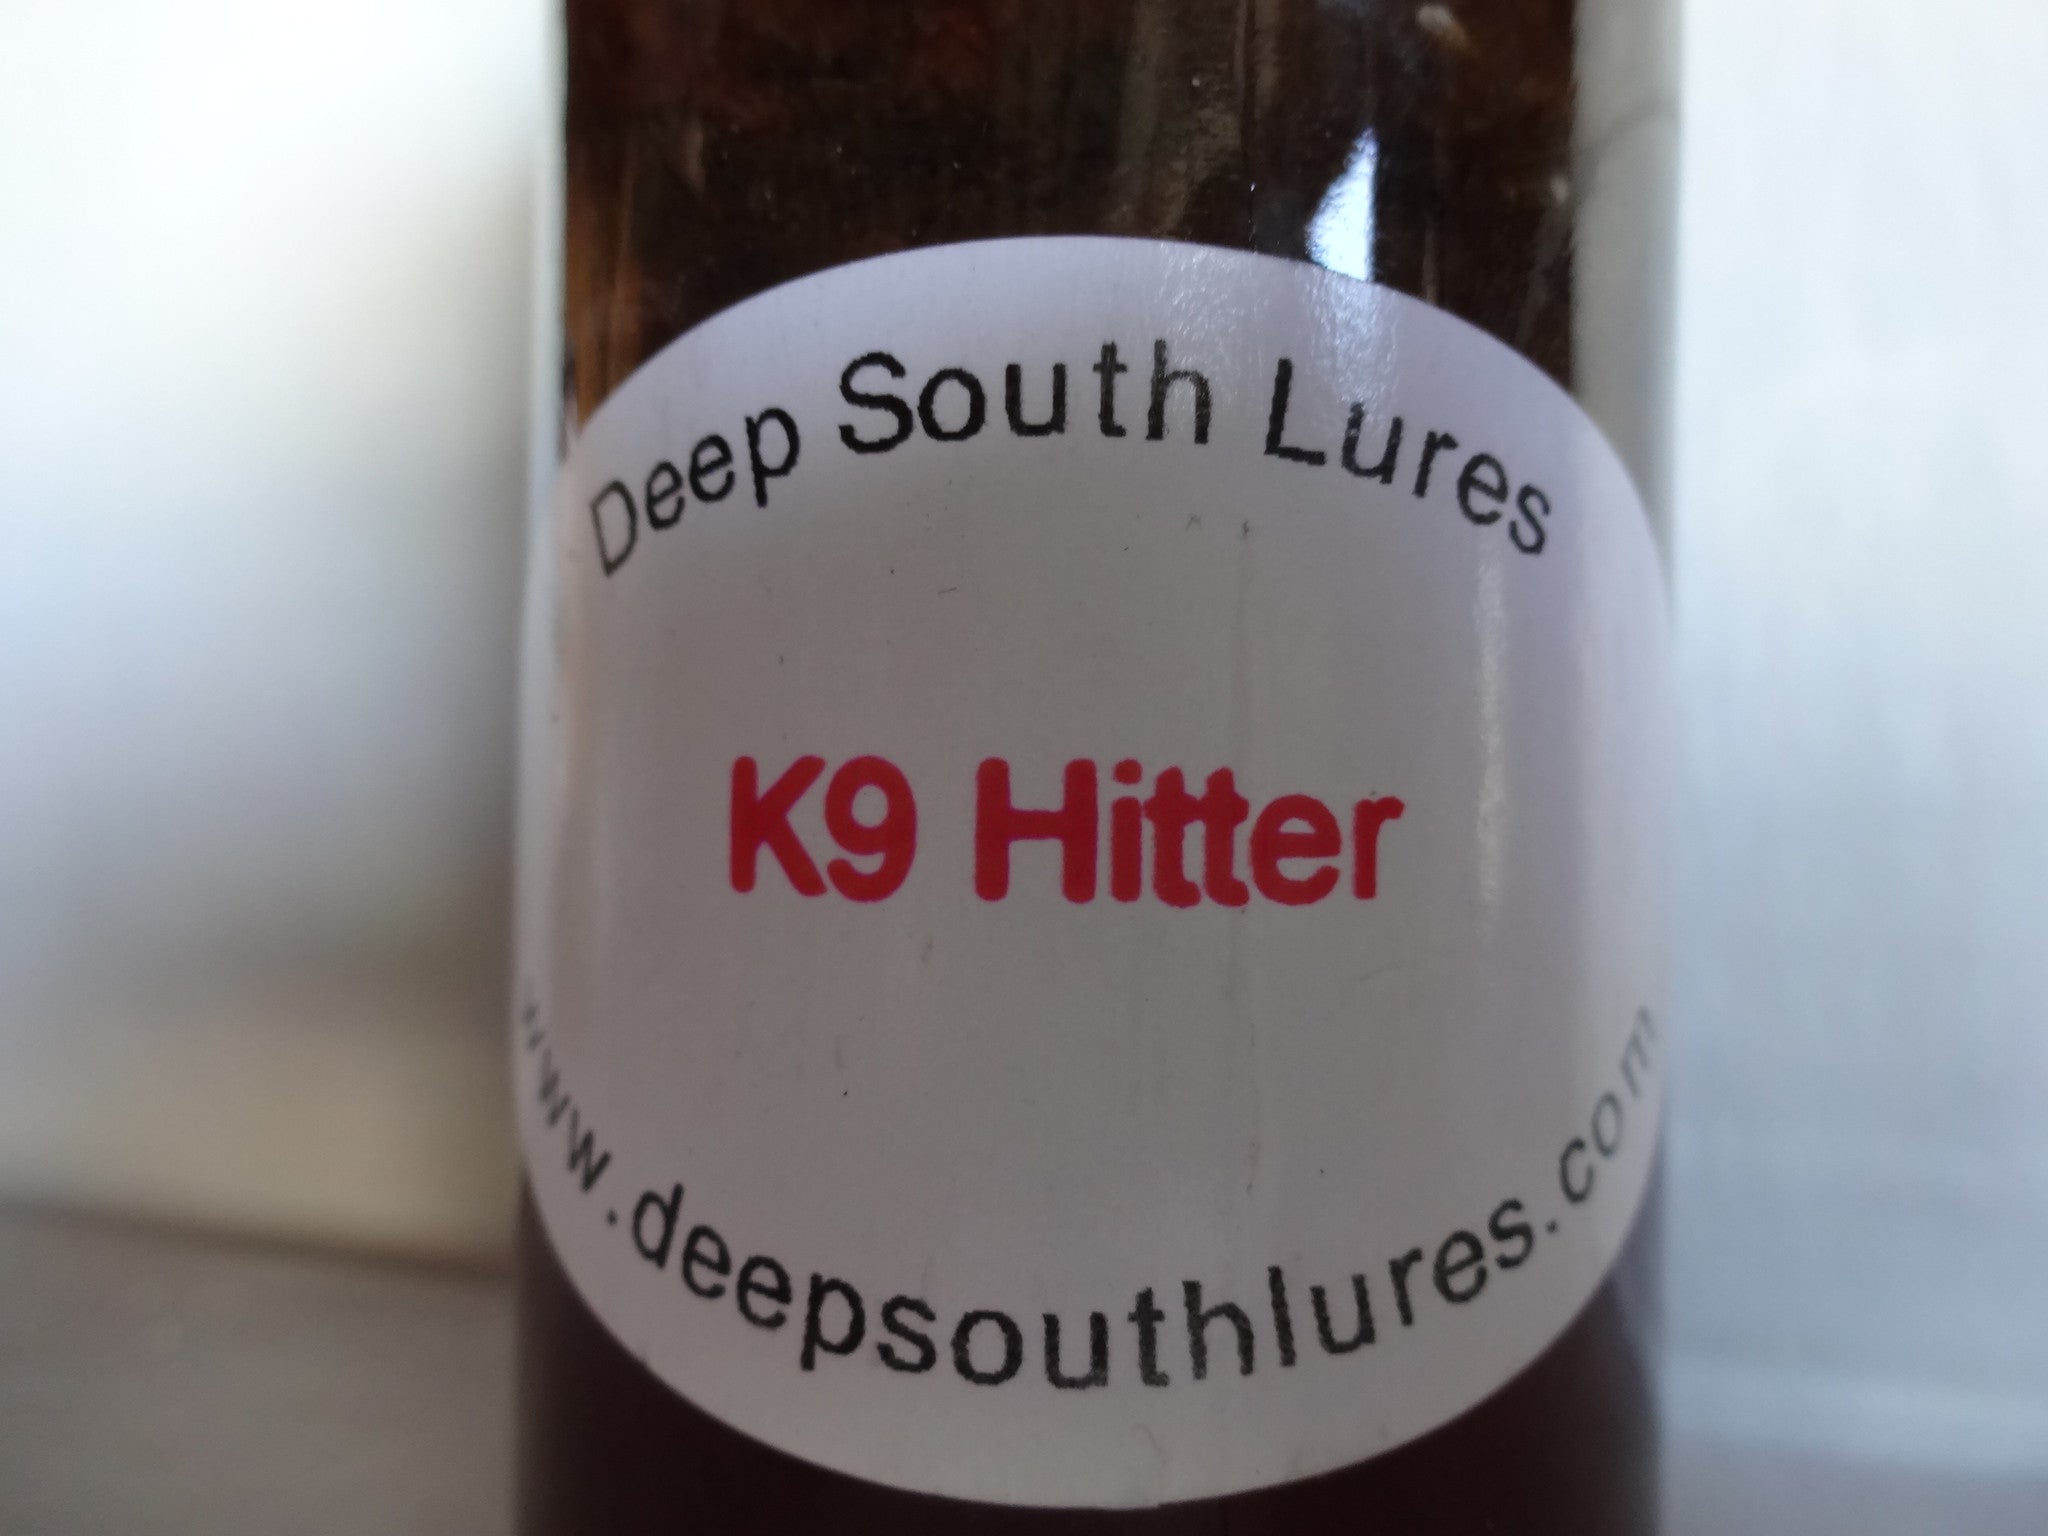 Deep South Lures
K9 Hitter
www.deepsouthlures.com